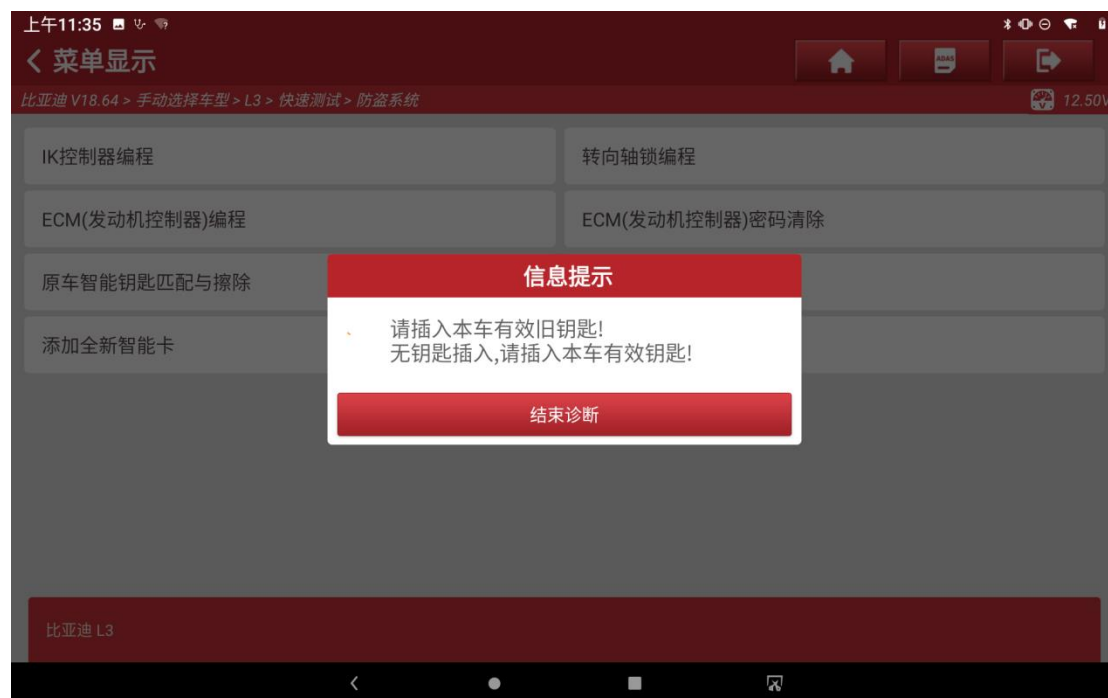 上午11:35
菜单显示
ADAS
比亚迪 V18.64 > 手动选择车型 > L3 > 快速测试 > 防盗系统
12.50V
IK控制器编程
转向轴锁编程
ECM(发动机控制器)编程
ECM(发动机控制器)密码清除
原车智能钥匙匹配与擦除
添加全新智能卡
信息提示
请插入本车有效旧钥匙!
无钥匙插入,请插入本车有效钥匙!
结束诊断
比亚迪 L3